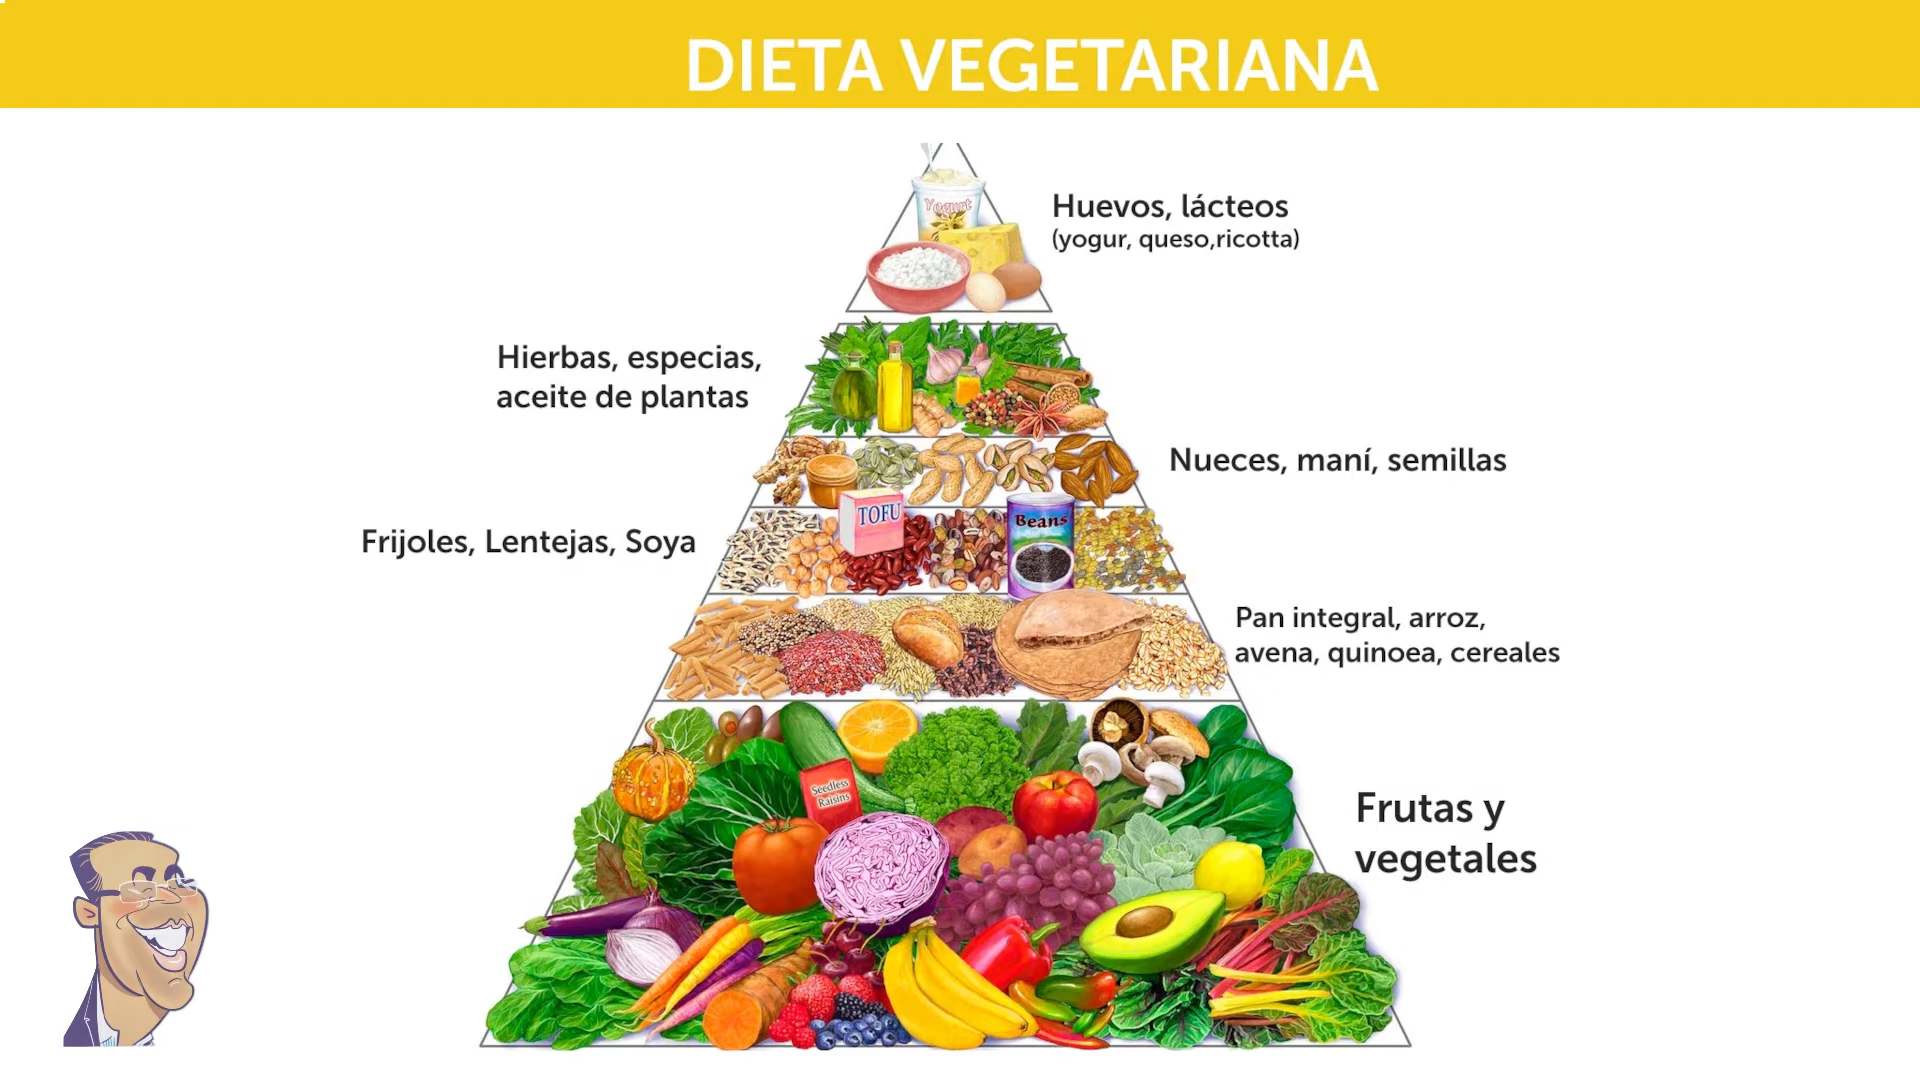 DIETA VEGETARIANA
Yogurt
Huevos, lácteos
(yogur, queso,ricotta)
Hierbas, especias,
aceite de plantas
Nueces, maní, semillas
TOFU
Beans
Frijoles, Lentejas, Soya
Pan integral, arroz,
avena, quinoea, cereales
Seedless
Raisins
Frutas y
vegetales